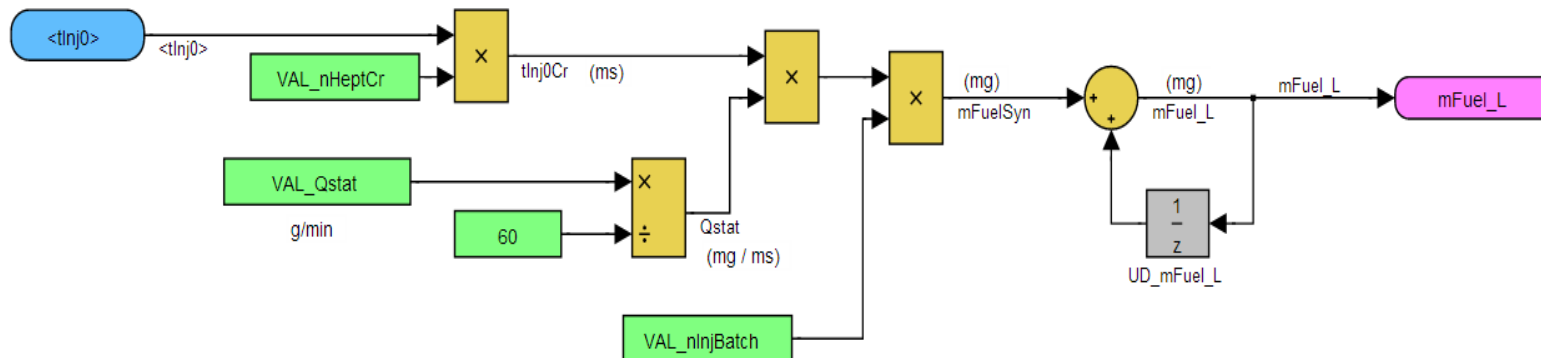 <tInj0>
<tInj0>
VAL_nHeptCr
×
tInj0Cr (ms)
×
×
(mg)
mFuelSyn
+
+
(mg)
mFuel_L
mFuel_L
mFuel_L
VAL_Qstat
g/min
60
×
÷
Qstat
(mg / ms)
1
z
UD_mFuel_L
VAL_nInjBatch